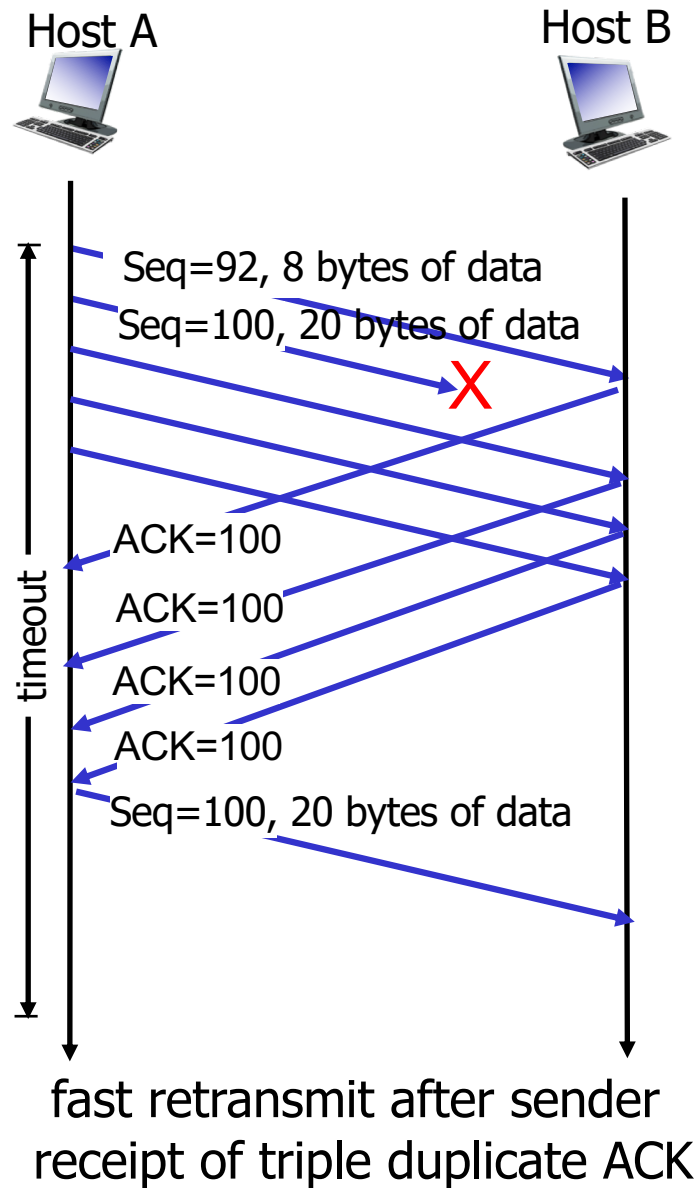 Host A
Host B
Seq=92, 8 bytes of data
Seq=100, 20 bytes of data
X
ACK=100
ACK=100
ACK=100
ACK=100
timeout
Seq=100, 20 bytes of data
fast retransmit after sender
receipt of triple duplicate ACK